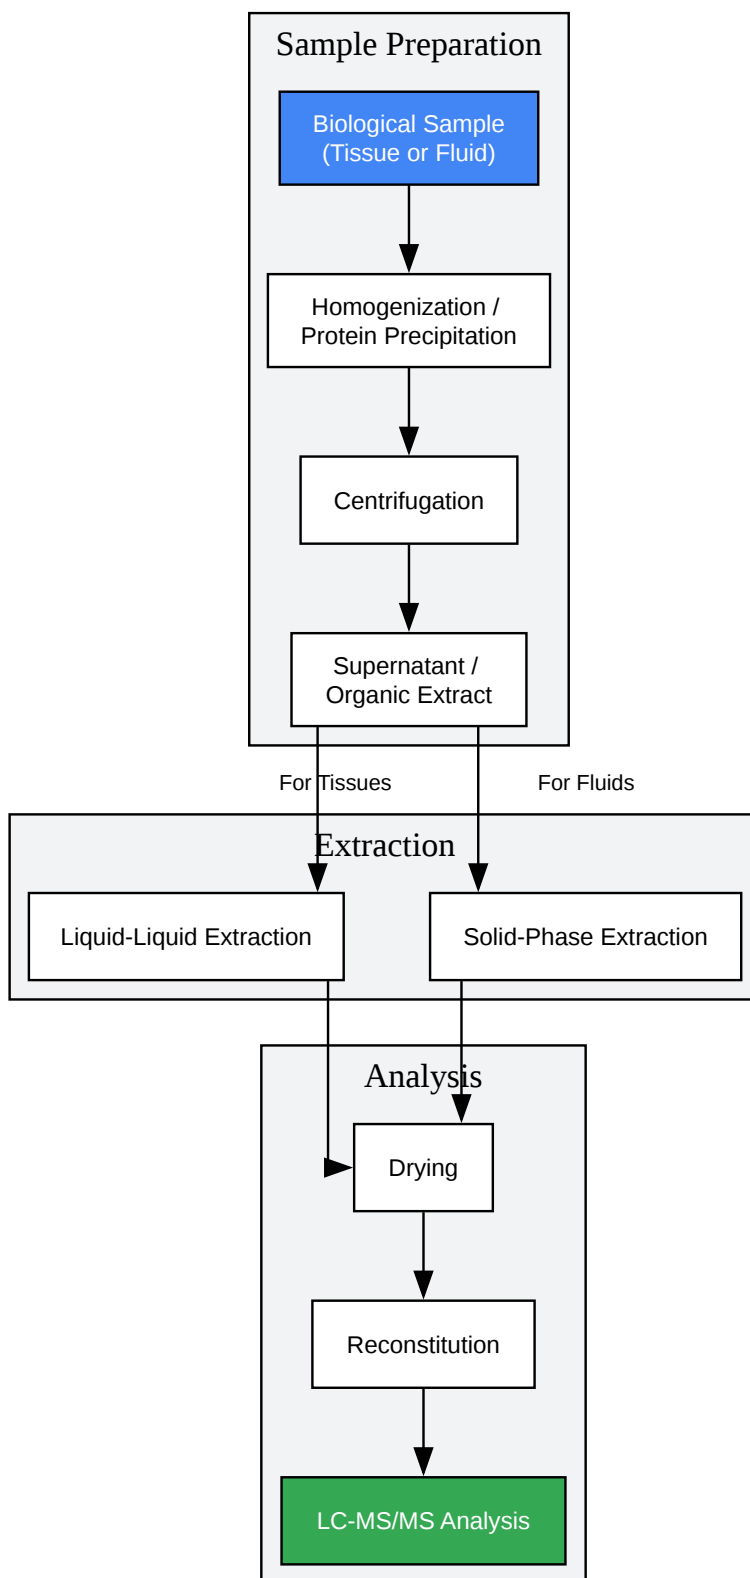 Sample Preparation
Biological Sample
(Tissue or Fluid)
Homogenization /
Protein Precipitation
Centrifugation
Supernatant /
Organic Extract
For Tissues
For Fluids
Extraction
Liquid-Liquid Extraction
Solid-Phase Extraction
Analysis
Drying
Reconstitution
LC-MS/MS Analysis